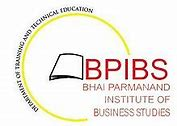 DEPARTMENT OF TRAINING AND TECHNICAL EDUCATION
BPIBS
BHAI PARMANAND
INSTITUTE OF
BUSINESS STUDIES